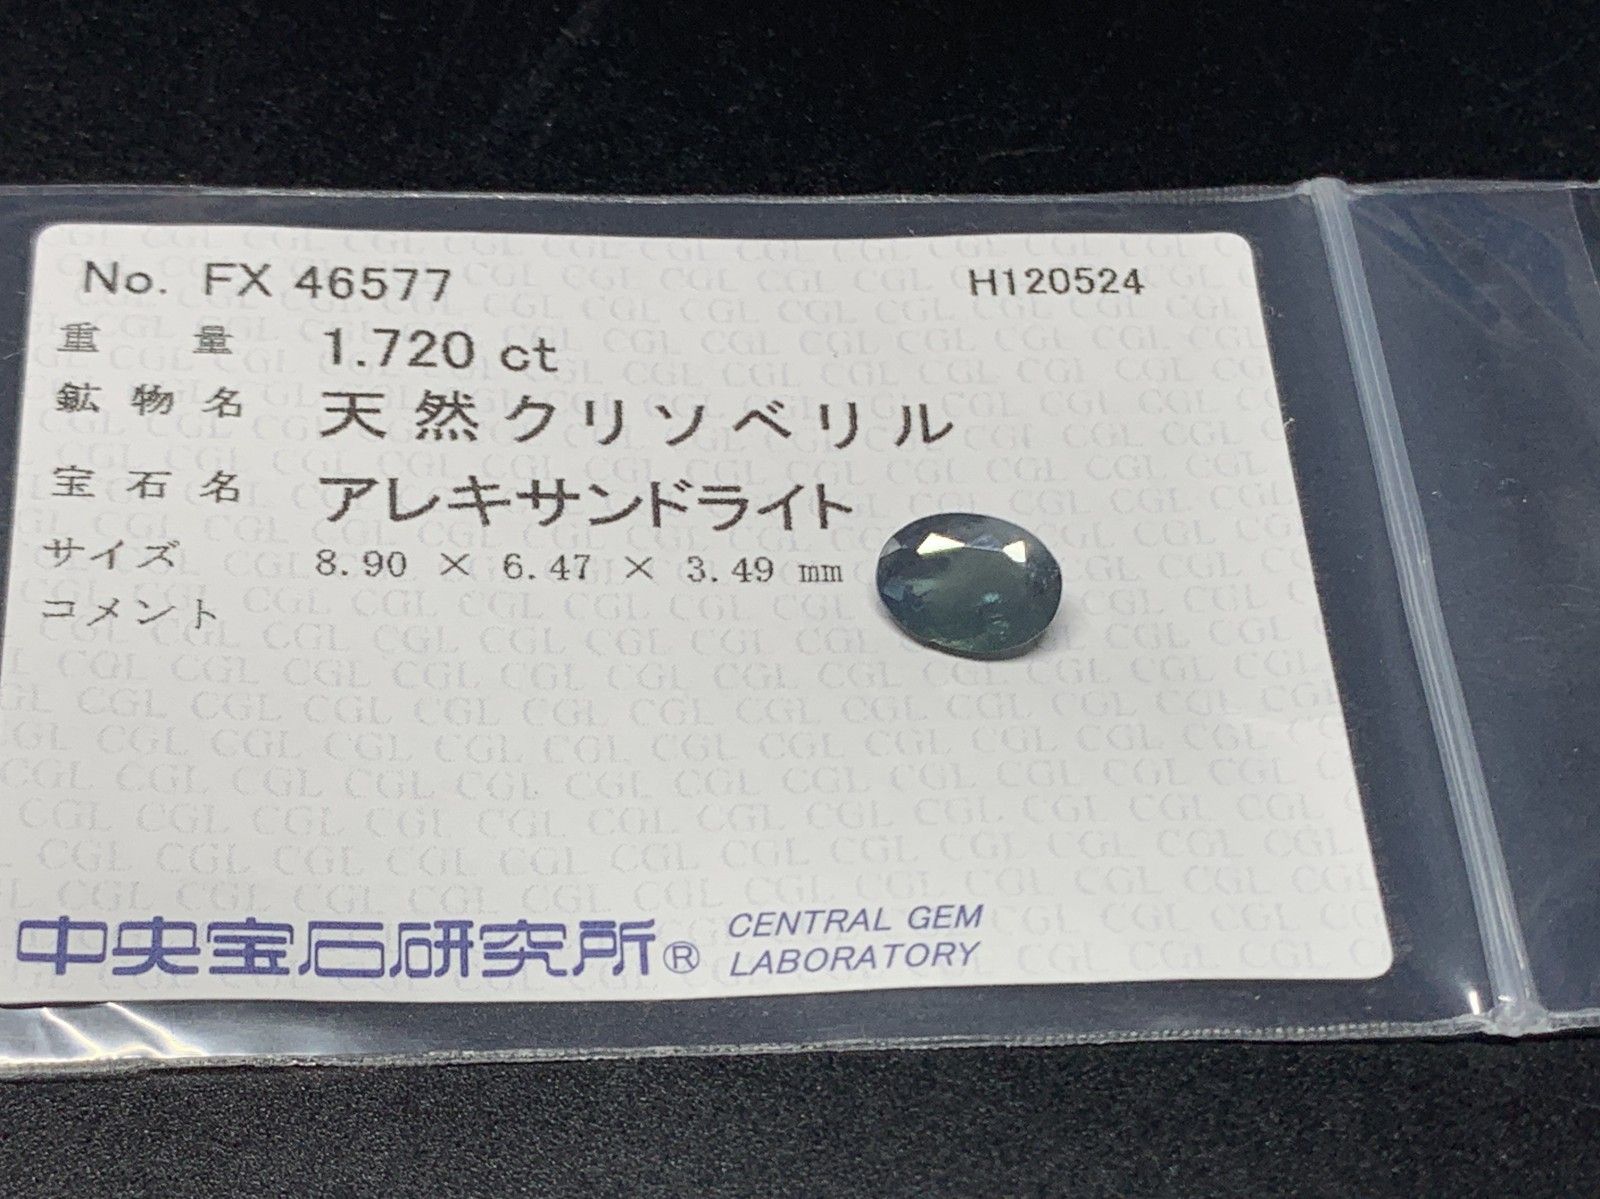 No. FX 46577 H120524
重量 1.720 ct
鉱物名 天然クリソベリル
宝石名 アレキサンドライト
サイズ 8.90 × 6.47 × 3.49 mm
コメント
中央宝石研究所® CENTRAL GEM
LABORATORY